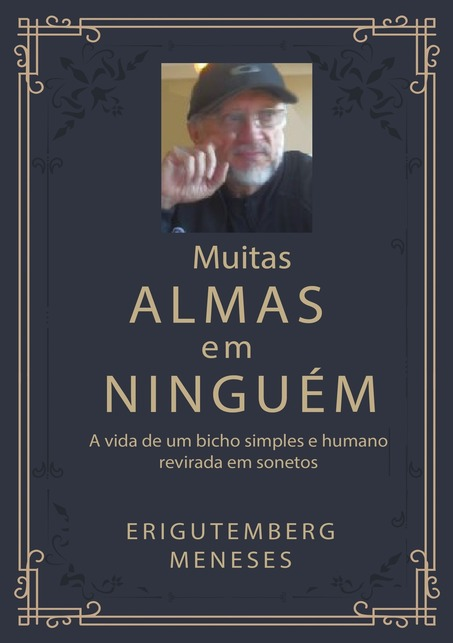 Muitas
ALMAS
em
NINGUÉM
A vida de um bicho simples e humano
revirada em sonetos
ERIGUTEMBERG
MENESES